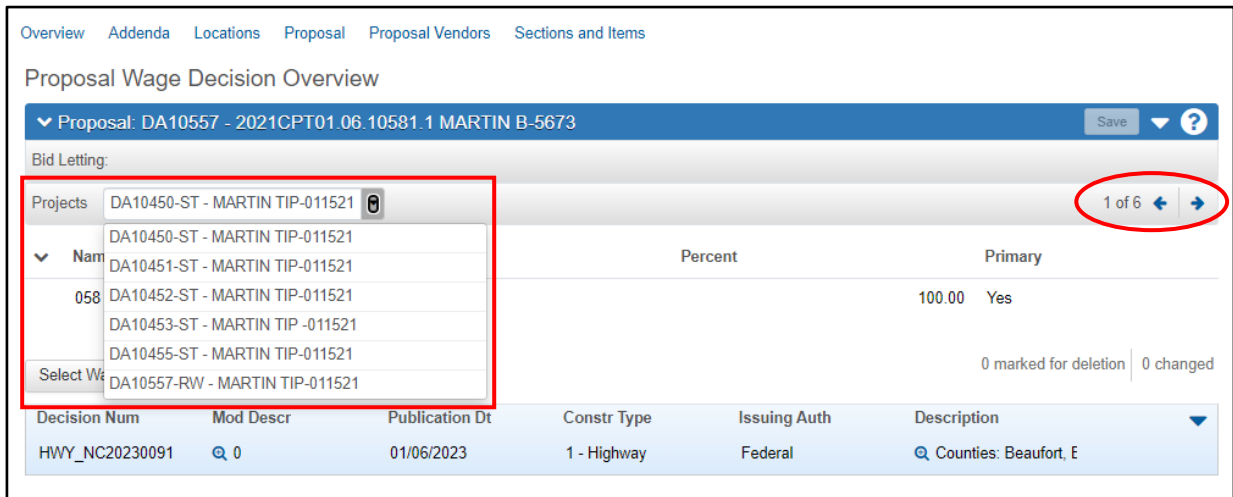 Overview Addenda Locations Proposal Proposal Vendors Sections and Items
Proposal Wage Decision Overview
Proposal: DA10557 - 2021CPT01.06.10581.1 MARTIN B-5673 Save ?
Bid Letting:
Projects DA10450-ST - MARTIN TIP-011521 1 of 6
DA10450-ST - MARTIN TIP-011521
Nam DA10451-ST - MARTIN TIP-011521 Percent Primary
058 DA10452-ST - MARTIN TIP-011521 100.00 Yes
DA10453-ST - MARTIN TIP -011521
DA10455-ST - MARTIN TIP-011521 0 marked for deletion 0 changed
Select Wa DA10557-RW - MARTIN TIP-011521
Decision Num Mod Descr Publication Dt Constr Type Issuing Auth Description
HWY_NC20230091 0 01/06/2023 1 - Highway Federal Counties: Beaufort, E